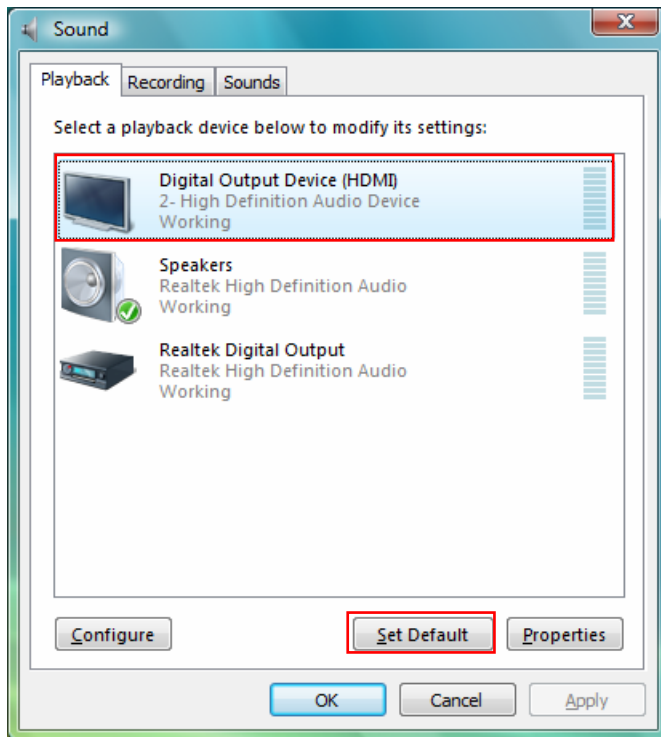 Sound
Playback
Recording
Sounds
Select a playback device below to modify its settings:
Digital Output Device (HDMI)
2- High Definition Audio Device
Working
Speakers
Realtek High Definition Audio
Working
Realtek Digital Output
Realtek High Definition Audio
Working
Configure
Set Default
Properties
OK
Cancel
Apply